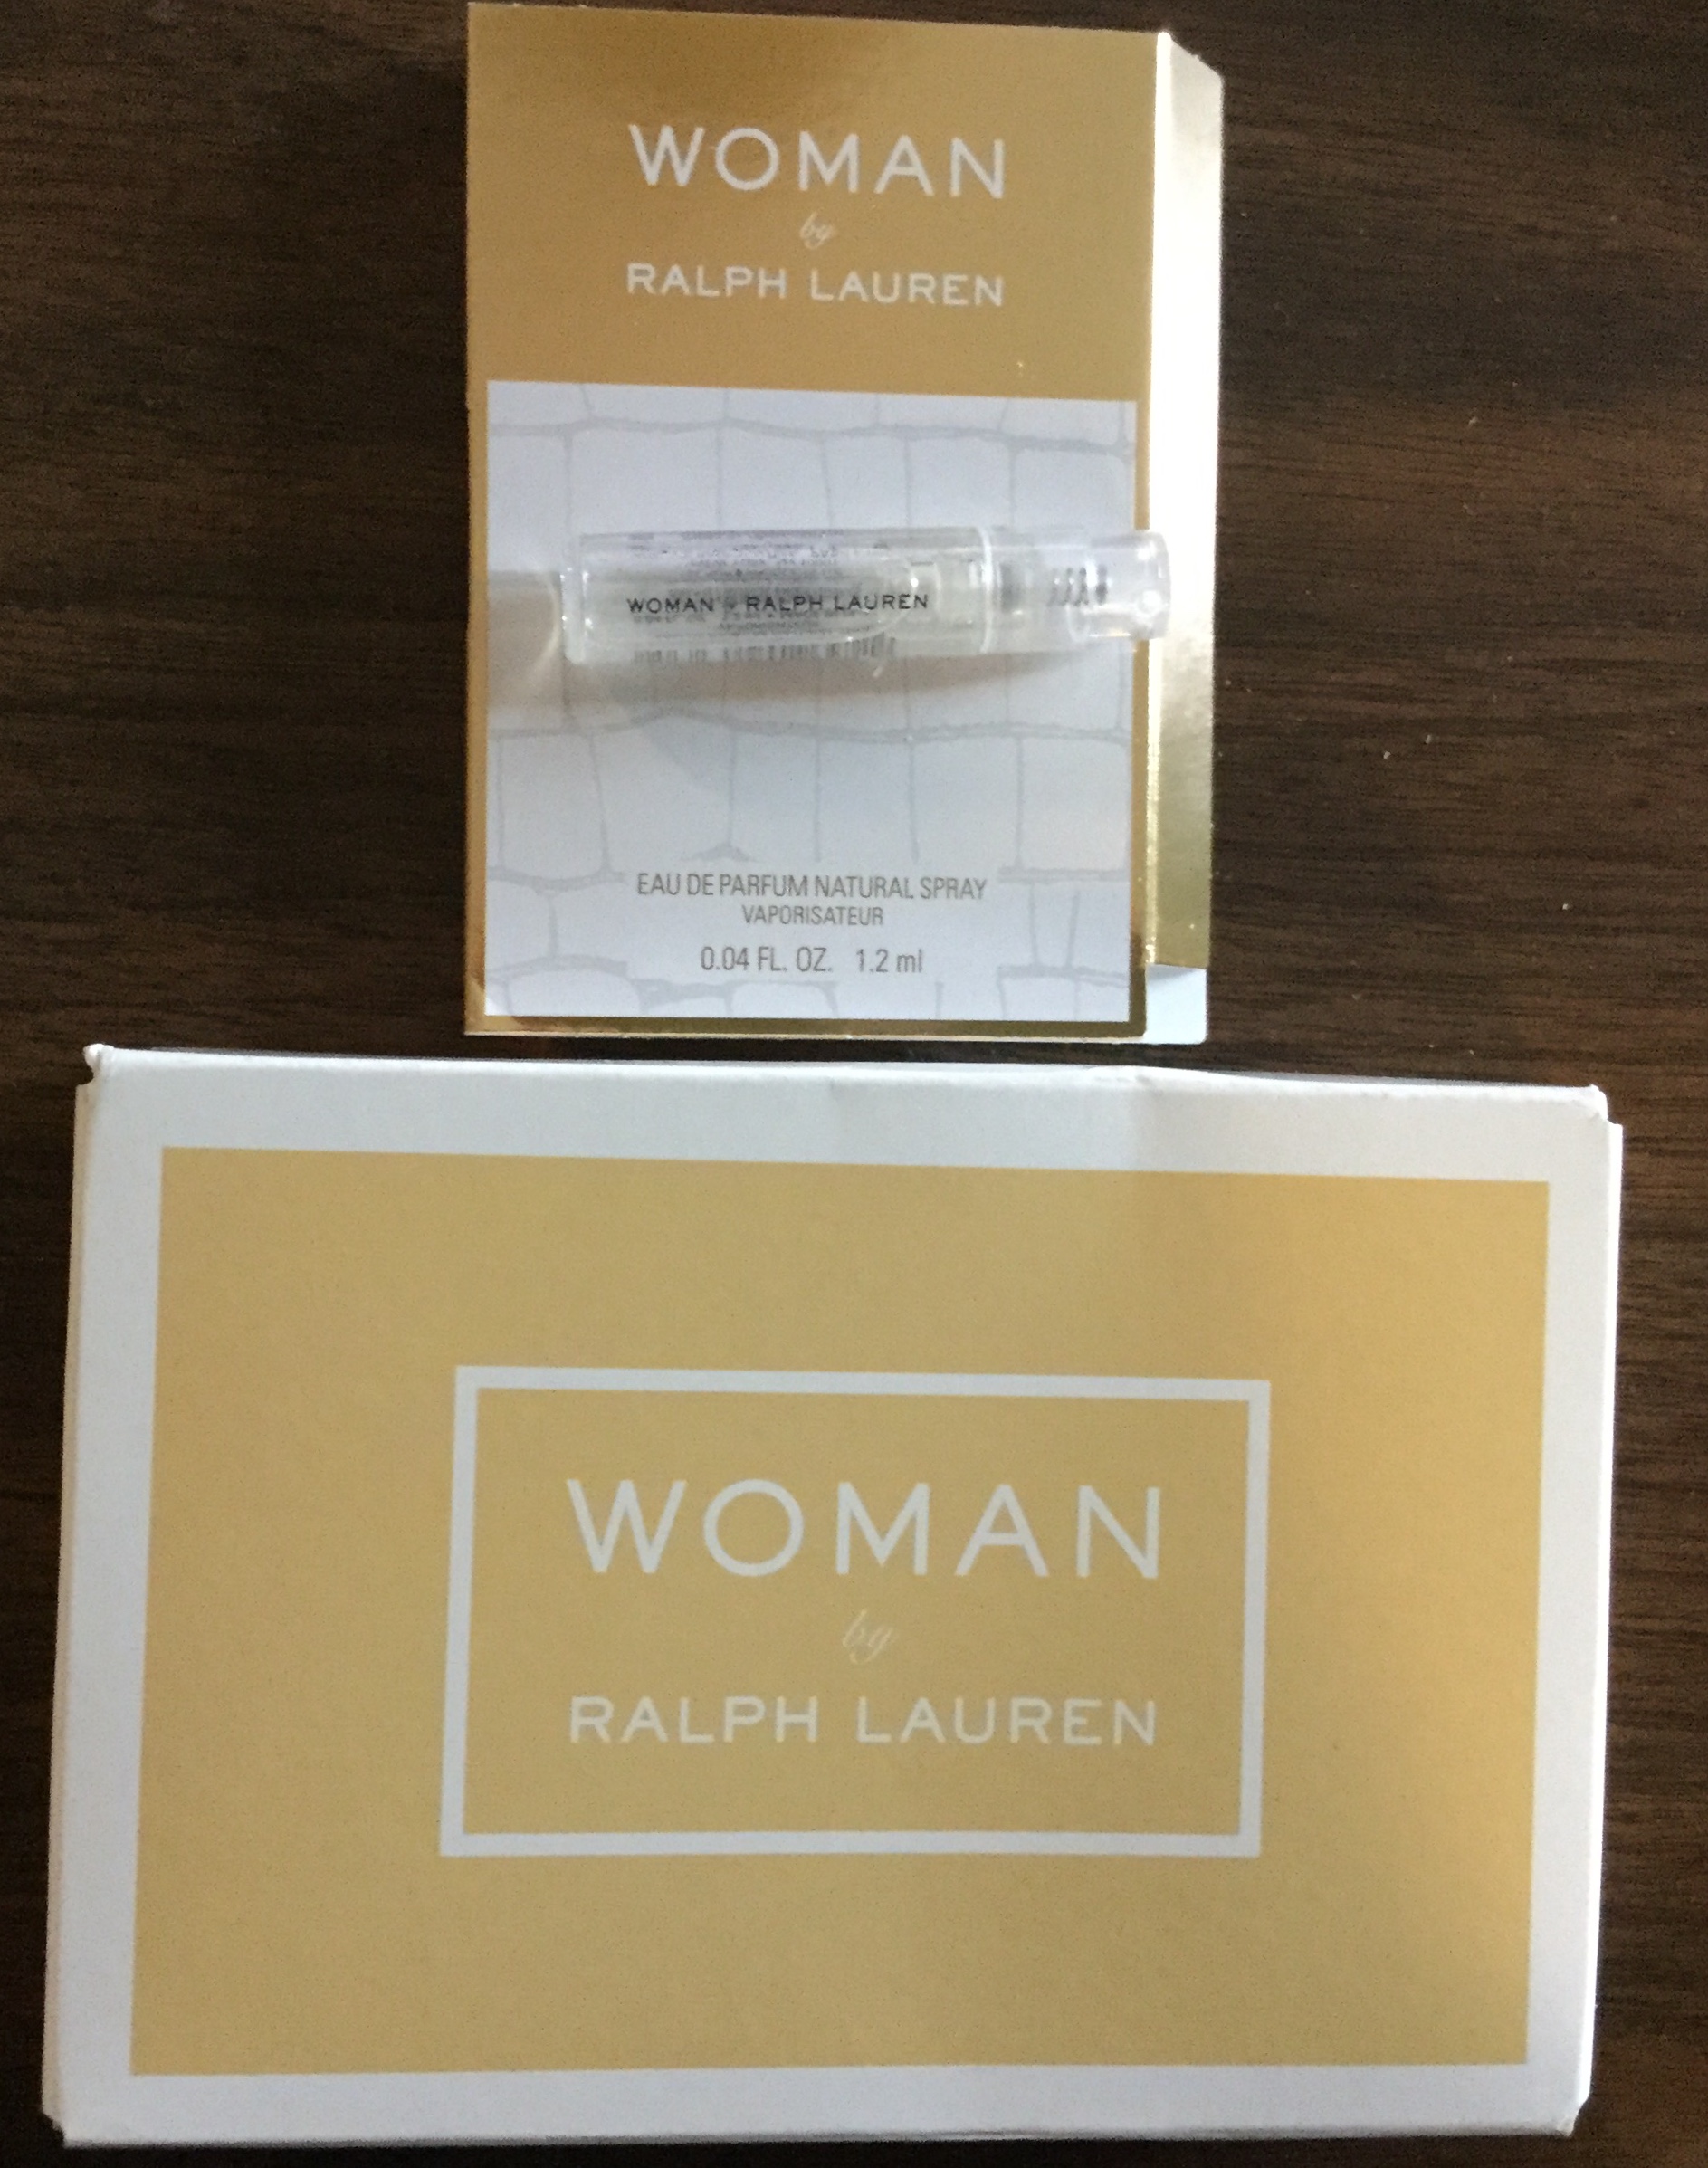 WOMAN
by
RALPH LAUREN
WOMAN by RALPH LAUREN
EAU DE PARFUM NATURAL SPRAY
VAPORISATEUR
0.04 FL. OZ. 1.2 ml
WOMAN
by
RALPH LAUREN